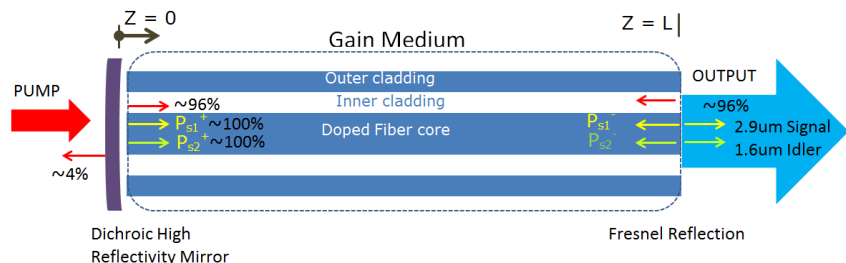 Z = 0
Gain Medium
Z = L
PUMP
Outer cladding
OUTPUT
~96%
Inner cladding
~96%
Ps1+ ~100%
Doped Fiber core
Ps1-
2.9um Signal
Ps2+ ~100%
Ps2-
1.6um Idler
~4%
Dichroic High
Reflectivity Mirror
Fresnel Reflection